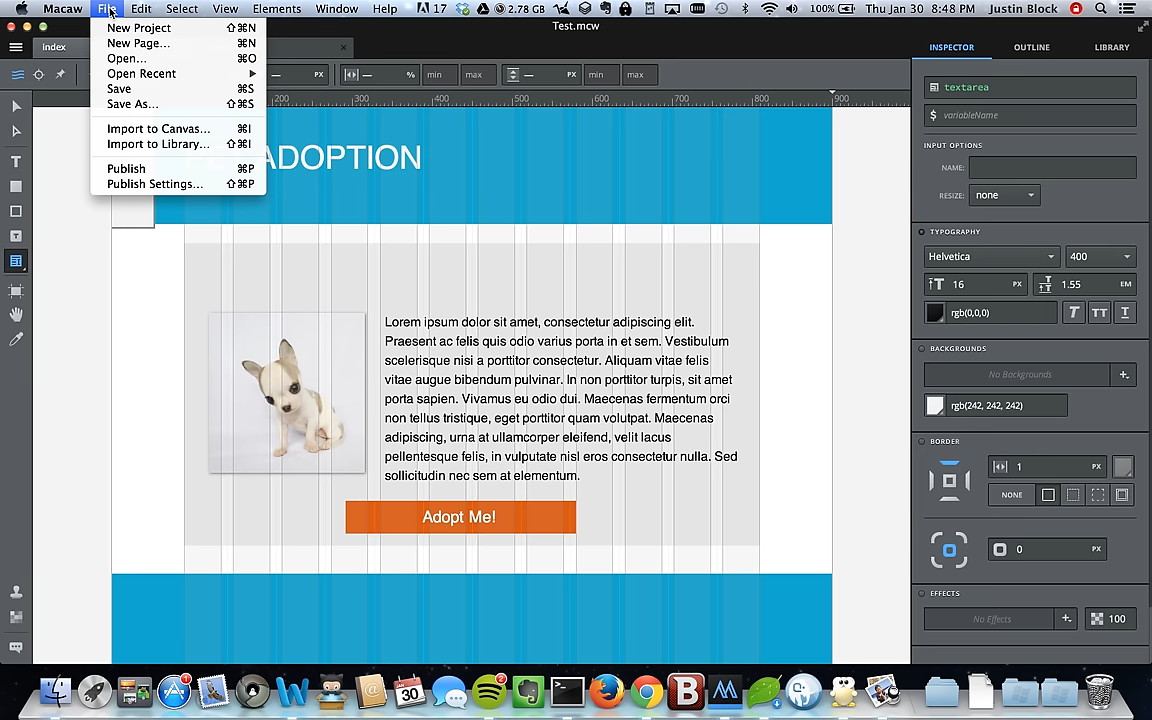 Macaw File Edit Select View Elements Window Help 17 2.78 GB 100% Thu Jan 30 8:48 PM Justin Block
Test.mcw
index
New Project ⇧⌘N
New Page... ⌘N
Open... ⌘O
Open Recent
Save ⌘S
Save As... ⇧⌘S
Import to Canvas... ⌘I
Import to Library... ⇧⌘I
Publish ⌘P
Publish Settings... ⇧⌘P
— PX — % min max — PX min max
200 300 400 500 600 700 800 900
ADOPTION
Lorem ipsum dolor sit amet, consectetur adipiscing elit.
Praesent ac felis quis odio varius porta in et sem. Vestibulum
scelerisque nisi a porttitor consectetur. Aliquam vitae felis
vitae augue bibendum pulvinar. In non porttitor turpis, sit amet
porta sapien. Vivamus eu odio dui. Maecenas fermentum orci
non tellus tristique, eget porttitor quam volutpat. Maecenas
adipiscing, urna at ullamcorper eleifend, velit lacus
pellentesque felis, in vulputate nisl eros consectetur nulla. Sed
sollicitudin nec sem at elementum.
Adopt Me!
INSPECTOR OUTLINE LIBRARY
textarea
$ variableName
INPUT OPTIONS
NAME:
RESIZE: none
TYPOGRAPHY
Helvetica 400
16 PX 1.55 EM
rgb(0,0,0) T TT T
BACKGROUNDS
No Backgrounds
rgb(242, 242, 242)
BORDER
1 PX
NONE
0 PX
EFFECTS
No Effects 100
1 30 2